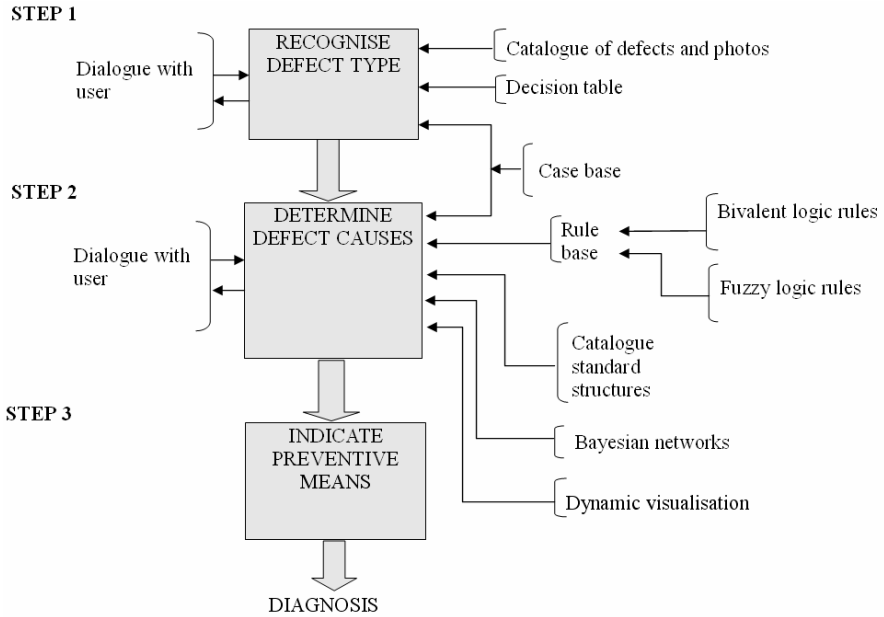 STEP 1
RECOGNISE
DEFECT TYPE
Dialogue with
user
Catalogue of defects and photos
Decision table
Case base
STEP 2
DETERMINE
DEFECT CAUSES
Dialogue with
user
Rule
base
Bivalent logic rules
Fuzzy logic rules
Catalogue
standard
structures
Bayesian networks
Dynamic visualisation
STEP 3
INDICATE
PREVENTIVE
MEANS
DIAGNOSIS